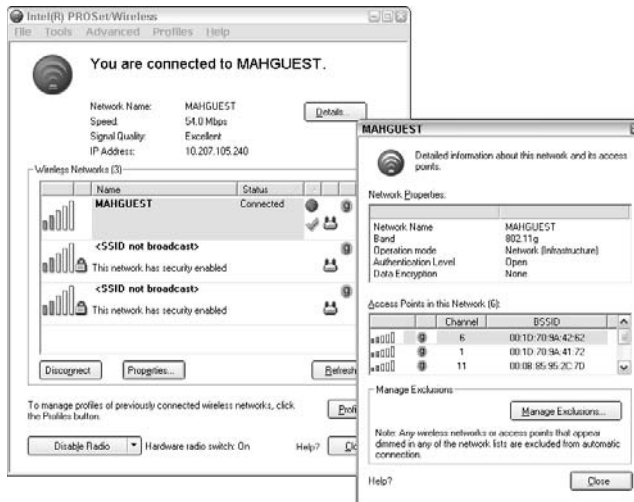 Intel(R) PROSet/Wireless
File Tools Advanced Profiles Help
You are connected to MAHGUEST.
Network Name: MAHGUEST
Speed: 54.0 Mbps
Signal Quality: Excellent
IP Address: 10.207.105.240
Details...
Wireless Networks (3)
Name Status
MAHGUEST Connected
<SSID not broadcast>
This network has security enabled
<SSID not broadcast>
This network has security enabled
Disconnect Properties... Refresh
To manage profiles of previously connected wireless networks, click
the Profiles button.
Disable Radio Hardware radio switch: On Help?
MAHGUEST
Detailed information about this network and its access
points.
Network Properties:
Network Name MAHGUEST
Band 802.11g
Operation mode Network (Infrastructure)
Authentication Level Open
Data Encryption None
Access Points in this Network (6):
Channel BSSID
g 6 00:1D:70:9A:42:62
g 1 00:1D:70:9A:41:72
g 11 00:0B:85:95:2C:7D
Manage Exclusions
Manage Exclusions...
Note: Any wireless networks or access points that appear
dimmed in any of the network lists are excluded from automatic
connection.
Help? Close